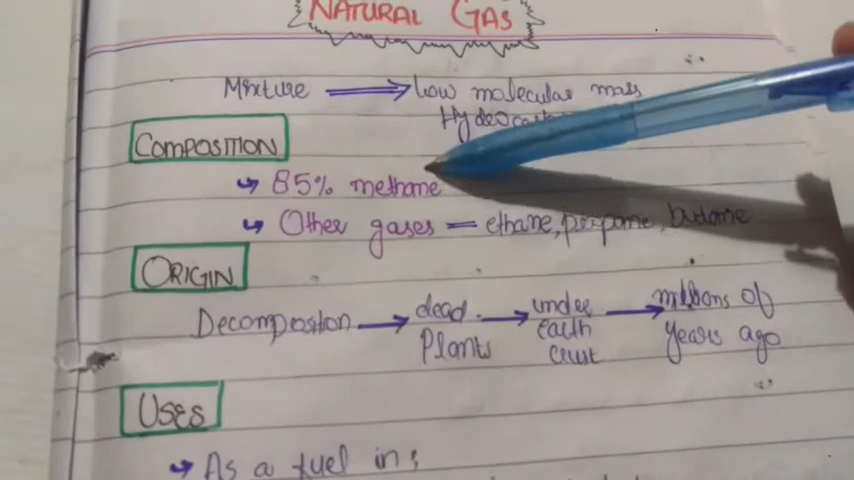 NATURAL GAS
Mixture ⟹ low molecular mass
COMPOSITION
↪ 85% methane
↪ Other gases = ethane, propane, butane
ORIGIN
Decomposition → dead Plants → under earth crust → millions of years ago
USES
↪ As a fuel in :